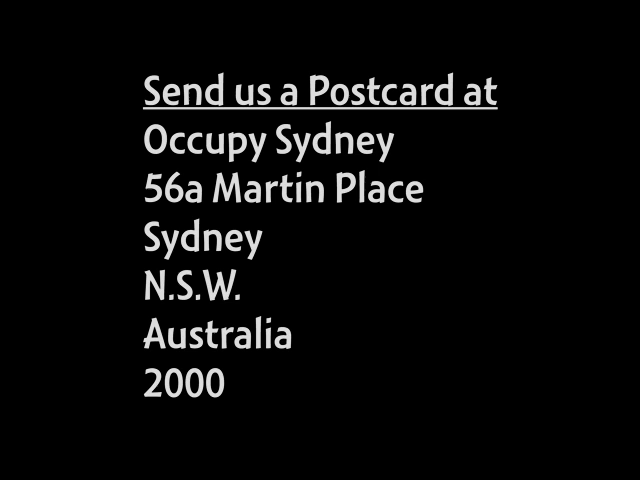 Send us a Postcard at
Occupy Sydney
56a Martin Place
Sydney
N.S.W.
Australia
2000